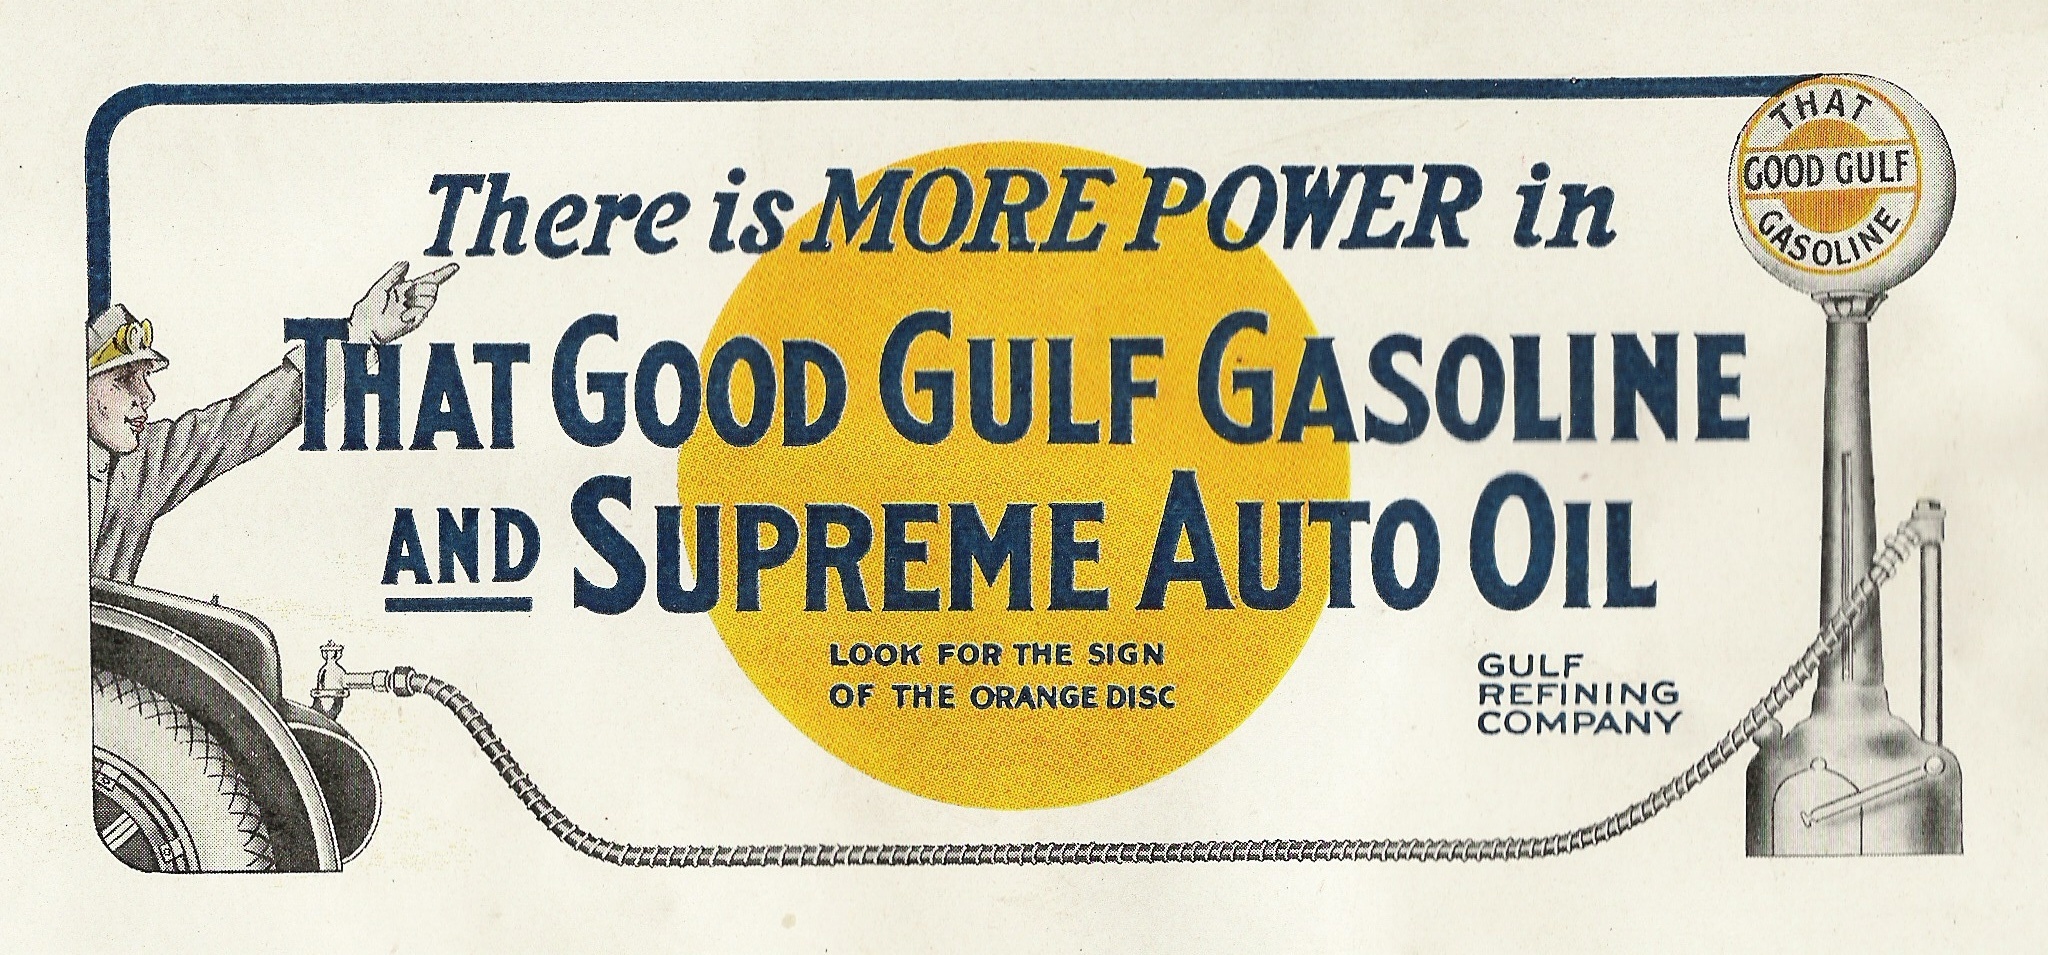 There is MORE POWER in
THAT GOOD GULF GASOLINE
AND SUPREME AUTO OIL
LOOK FOR THE SIGN
OF THE ORANGE DISC
GULF
REFINING
COMPANY
THAT
GOOD GULF
GASOLINE